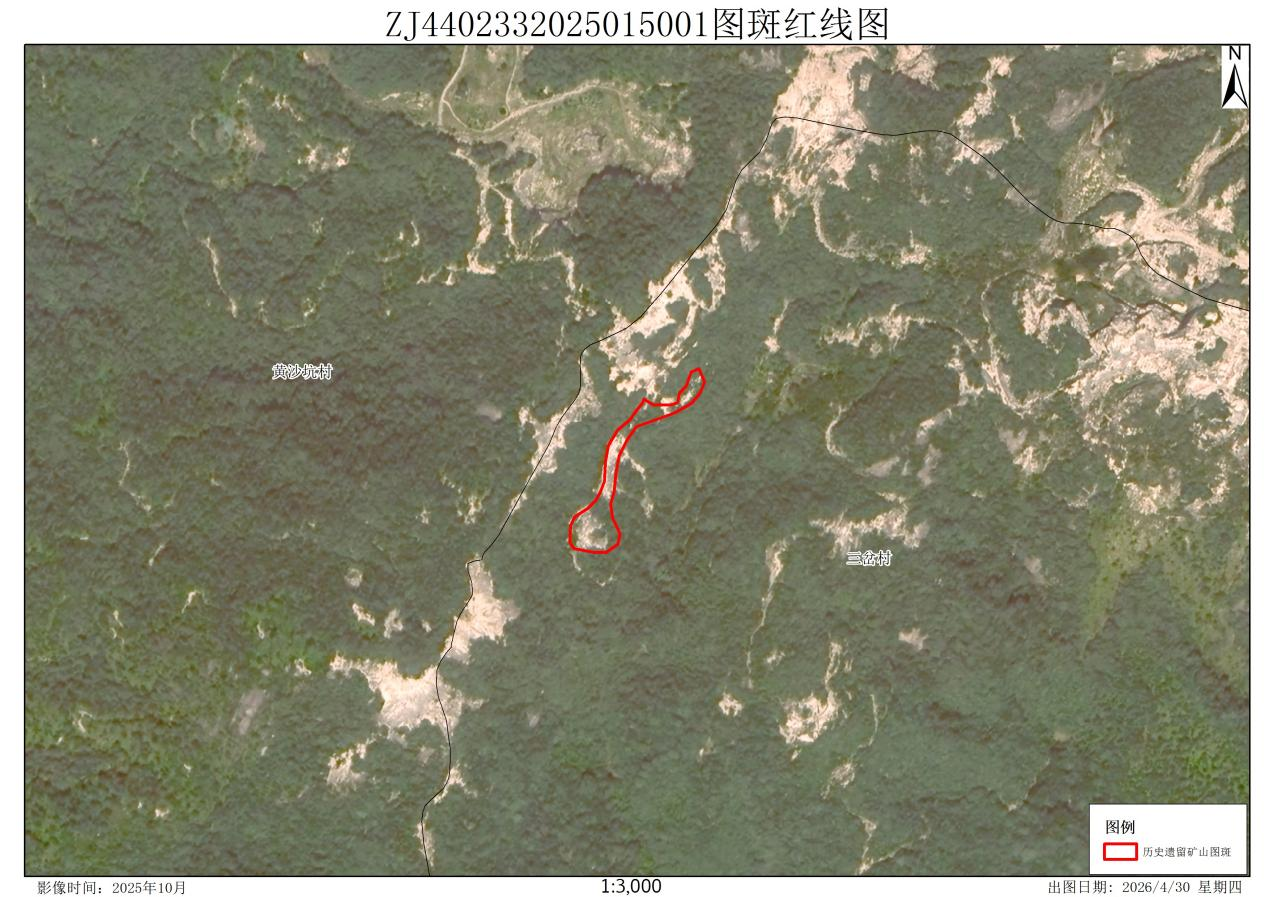 ZJ4402332025015001图斑红线图
N
黄沙坑村
三岔村
图例
历史遗留矿山图斑
影像时间：2025年10月
1:3,000
出图日期：2026/4/30 星期四